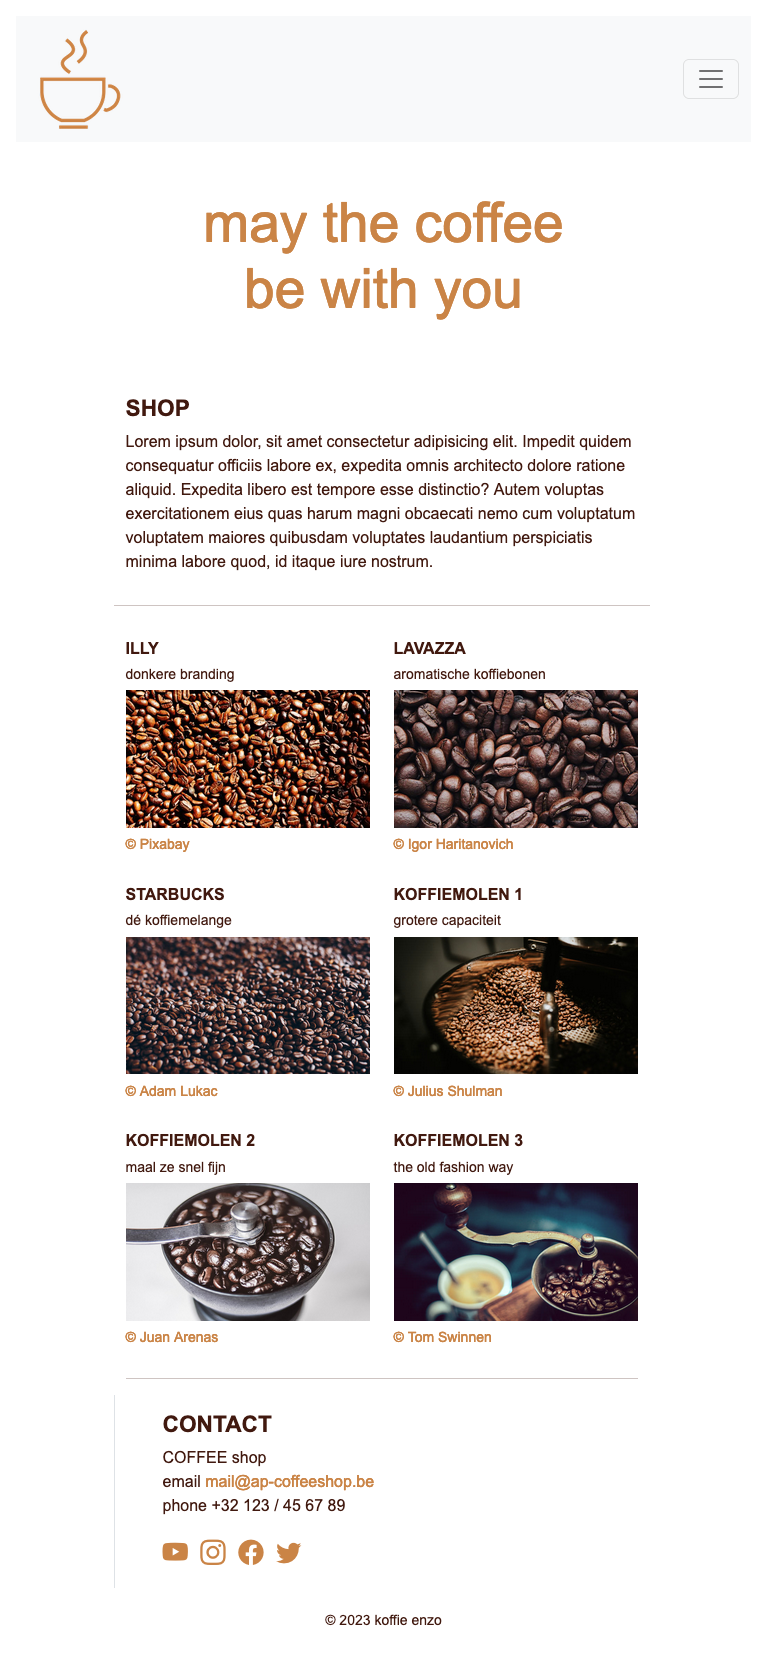 may the coffee
be with you
SHOP
Lorem ipsum dolor, sit amet consectetur adipisicing elit. Impedit quidem
consequatur officiis labore ex, expedita omnis architecto dolore ratione
aliquid. Expedita libero est tempore esse distinctio? Autem voluptas
exercitationem eius quas harum magni obcaecati nemo cum voluptatum
voluptatem maiores quibusdam voluptates laudantium perspiciatis
minima labore quod, id itaque iure nostrum.
ILLY
donkere branding
© Pixabay
LAVAZZA
aromatische koffiebonen
© Igor Haritanovich
STARBUCKS
dé koffiemelange
© Adam Lukac
KOFFIEMOLEN 1
grotere capaciteit
© Julius Shulman
KOFFIEMOLEN 2
maal ze snel fijn
© Juan Arenas
KOFFIEMOLEN 3
the old fashion way
© Tom Swinnen
CONTACT
COFFEE shop
email mail@ap-coffeeshop.be
phone +32 123 / 45 67 89
© 2023 koffie enzo